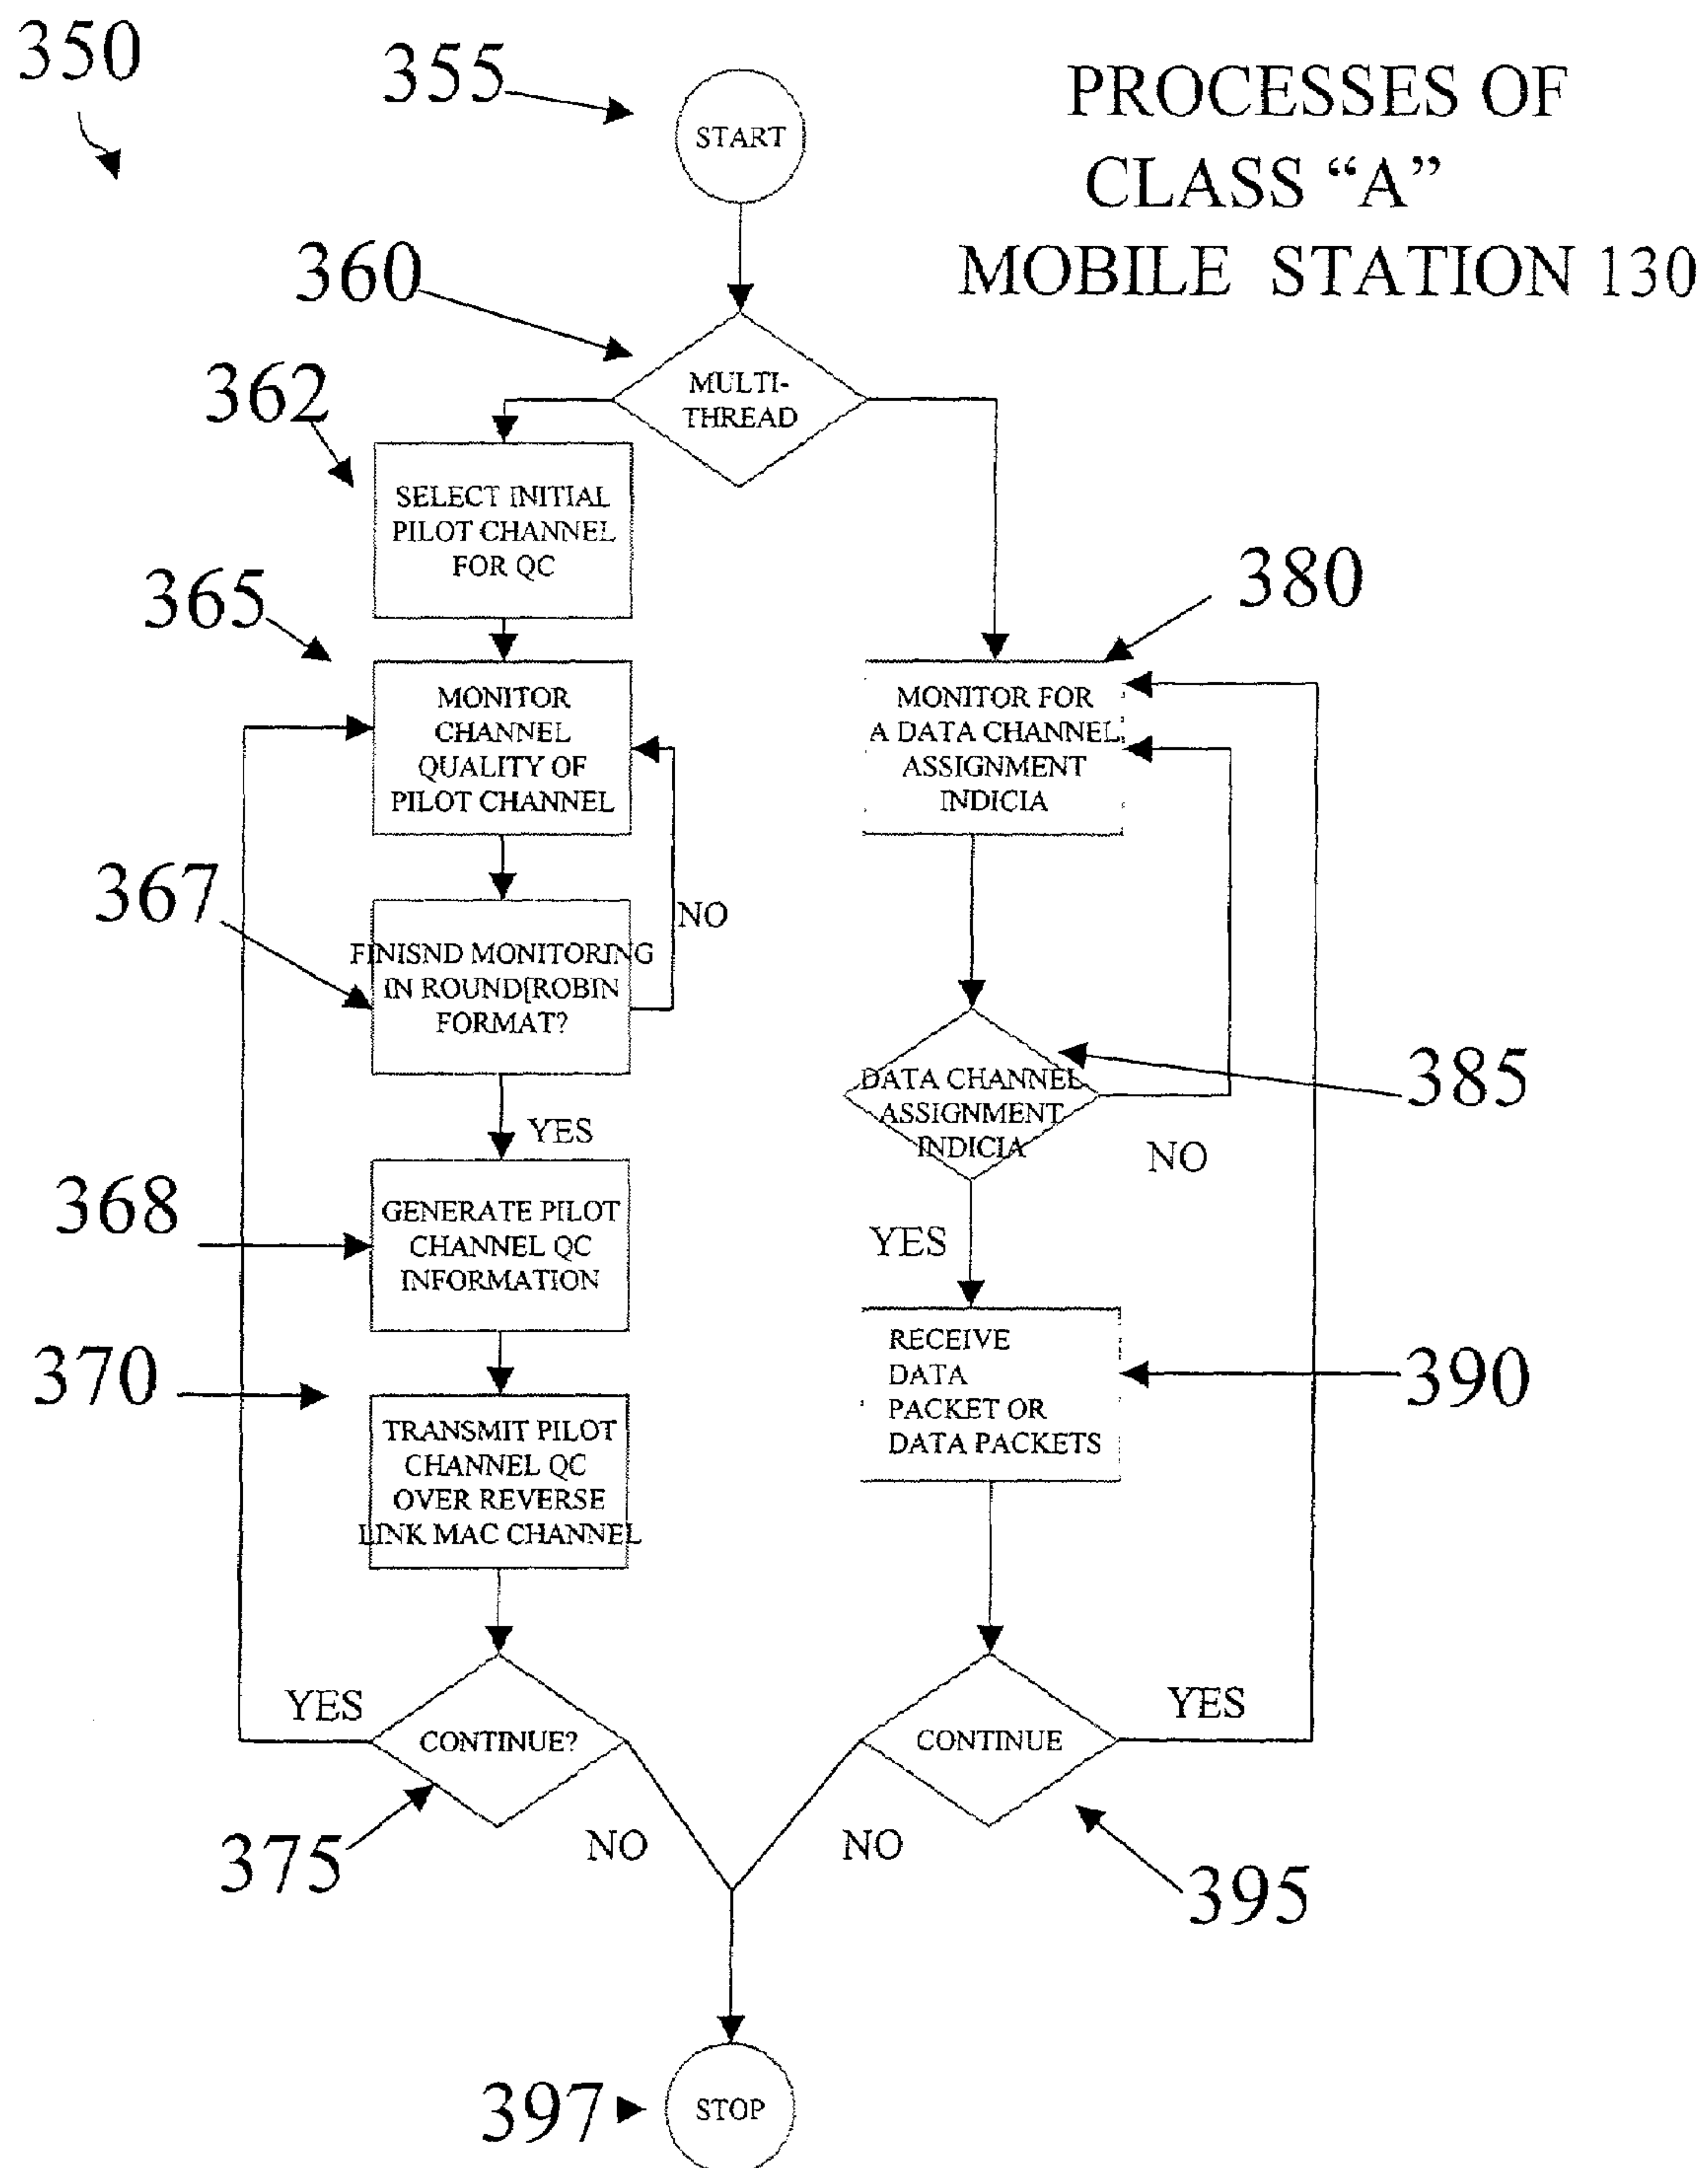 350
355
START
PROCESSES OF
CLASS “A”
MOBILE STATION 130
360
MULTI-
THREAD
362
SELECT INITIAL
PILOT CHANNEL
FOR QC
365
MONITOR
CHANNEL
QUALITY OF
PILOT CHANNEL
367
FINISND MONITORING
IN ROUND[ROBIN
FORMAT?
NO
YES
368
GENERATE PILOT
CHANNEL QC
INFORMATION
370
TRANSMIT PILOT
CHANNEL QC
OVER REVERSE
LINK MAC CHANNEL
YES
CONTINUE?
375
NO
380
MONITOR FOR
A DATA CHANNEL
ASSIGNMENT
INDICIA
385
DATA CHANNEL
ASSIGNMENT
INDICIA
NO
YES
390
RECEIVE
DATA
PACKET OR
DATA PACKETS
CONTINUE
YES
NO
395
397
STOP